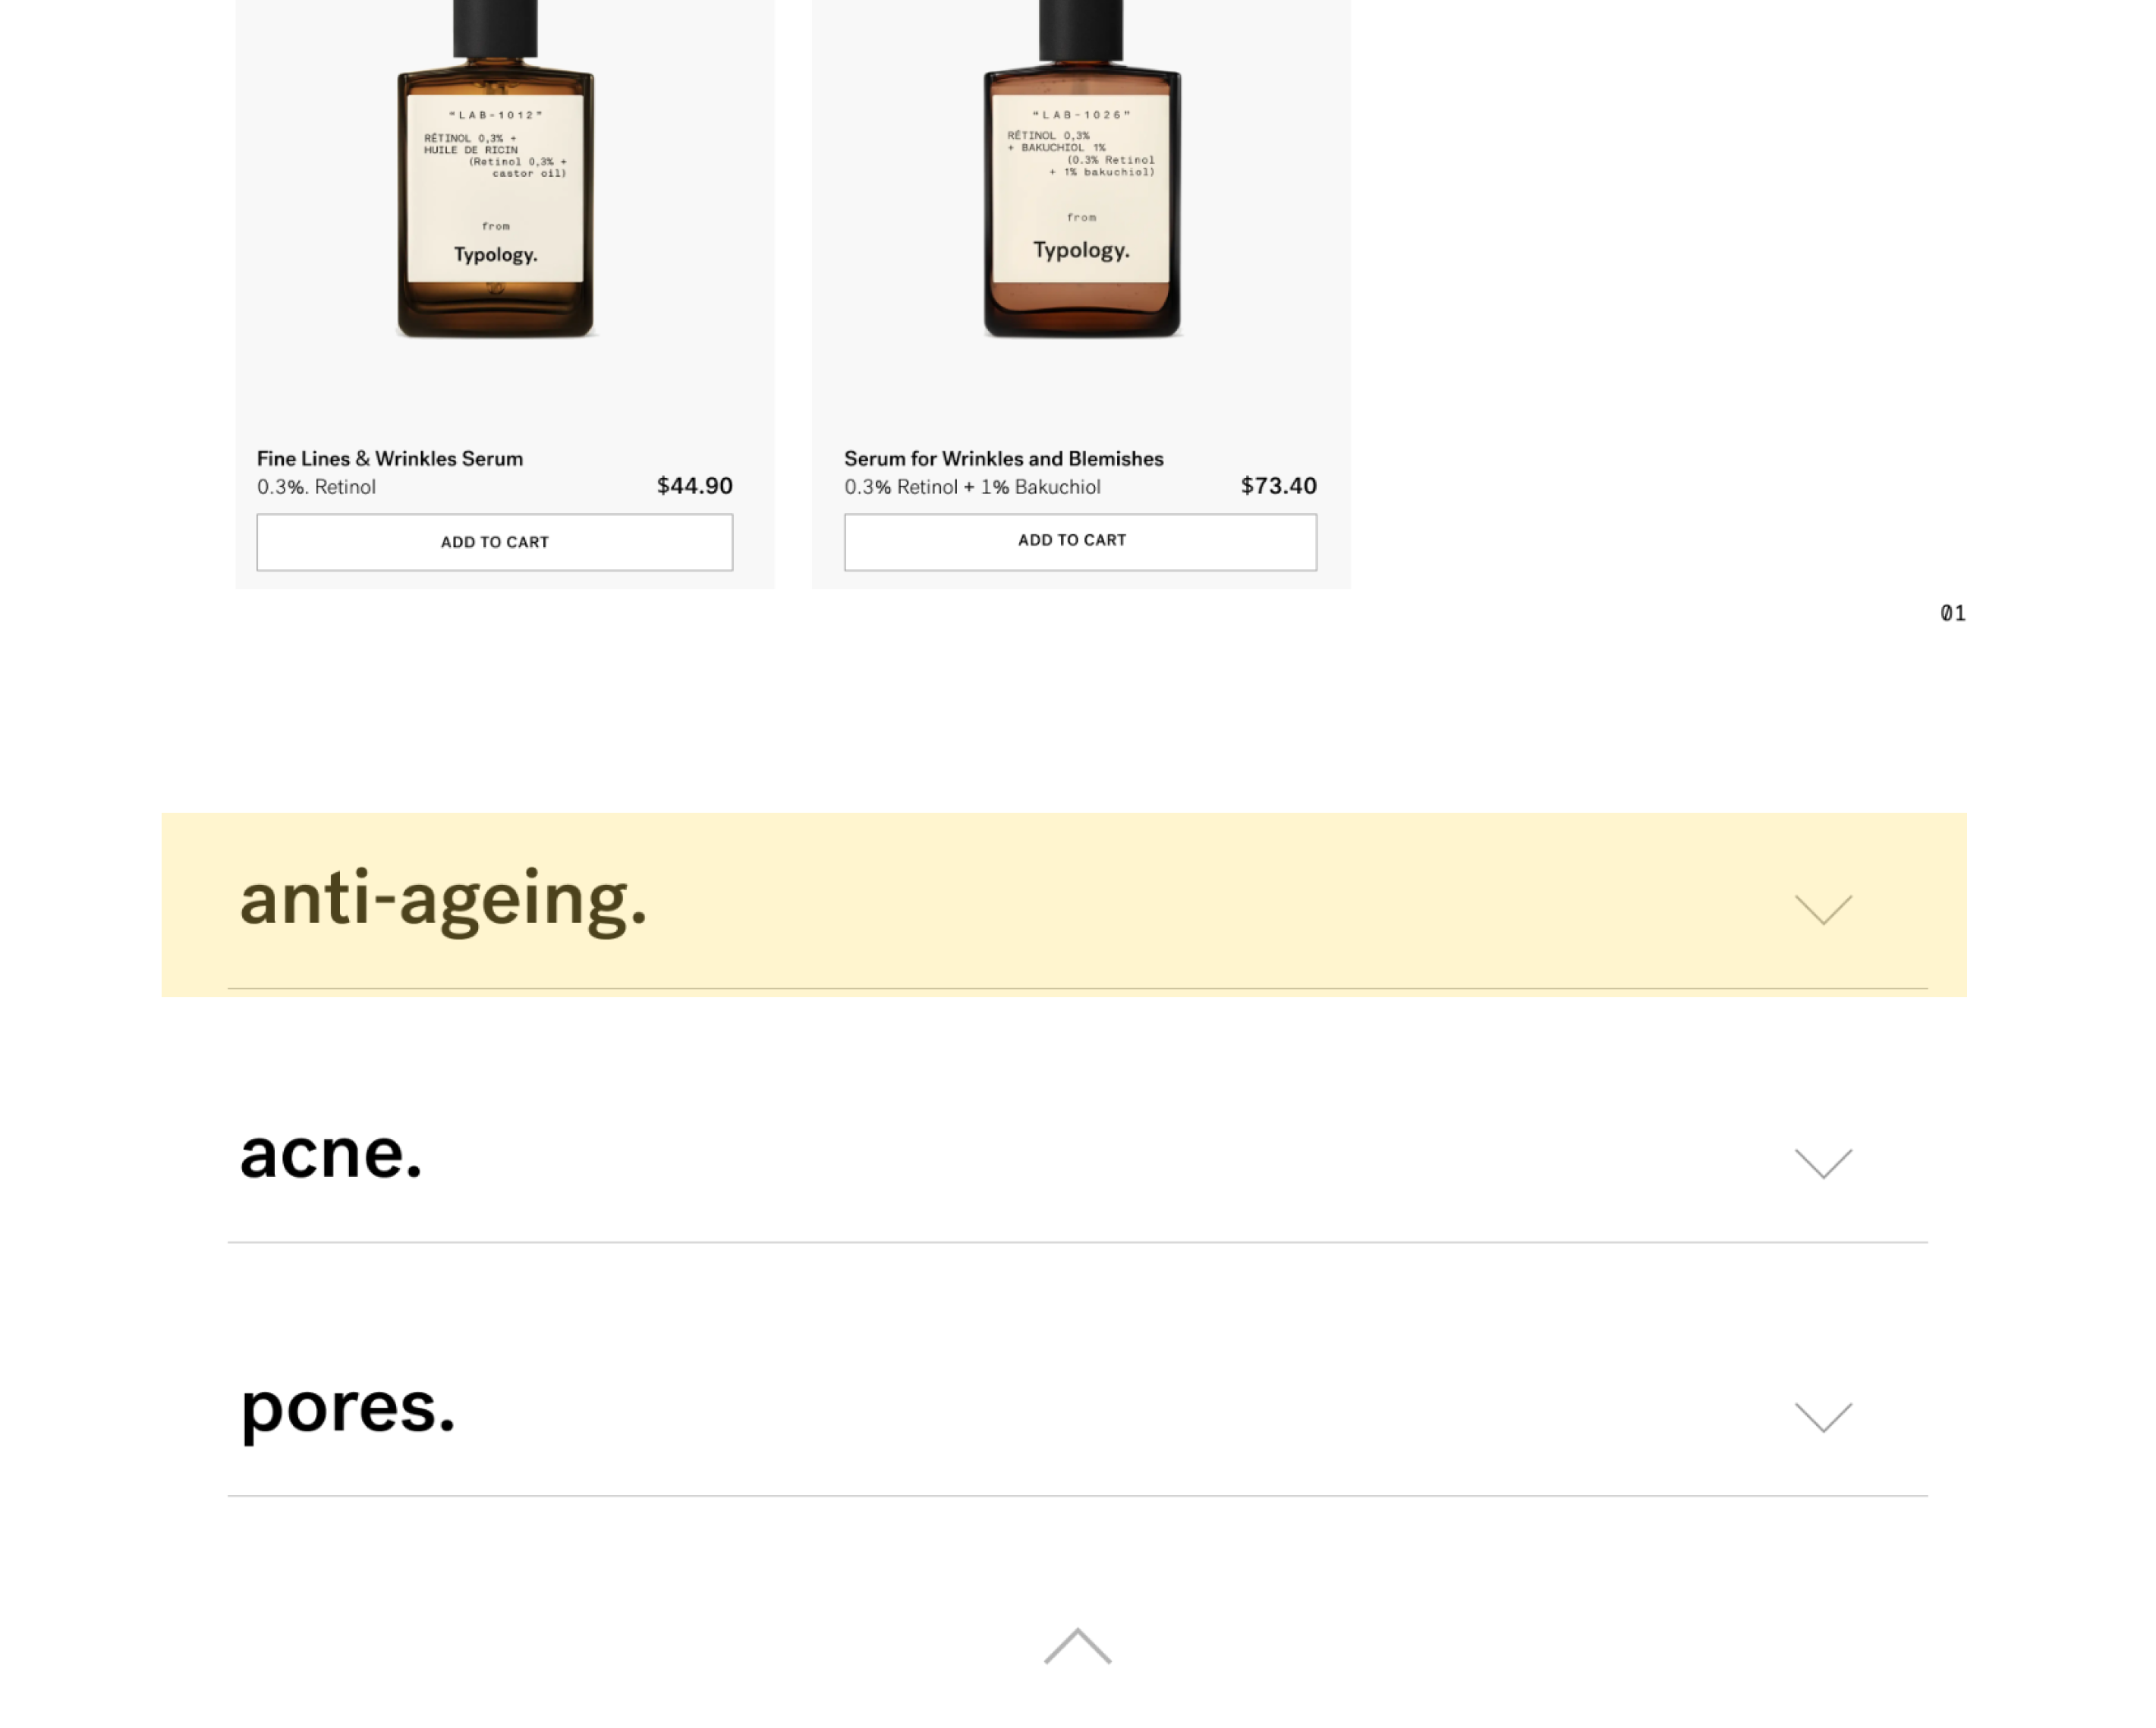 "LAB-1012"
RÉTINOL 0,3% +
HUILE DE RICIN
(Retinol 0,3% +
castor oil)
from
Typology.
"LAB-1026"
RÉTINOL 0,3%
+ BAKUCHIOL 1%
(0.3% Retinol
+ 1% bakuchiol)
from
Typology.
Fine Lines & Wrinkles Serum
0.3%. Retinol
$44.90
ADD TO CART
Serum for Wrinkles and Blemishes
0.3% Retinol + 1% Bakuchiol
$73.40
ADD TO CART
01
anti-ageing.
acne.
pores.